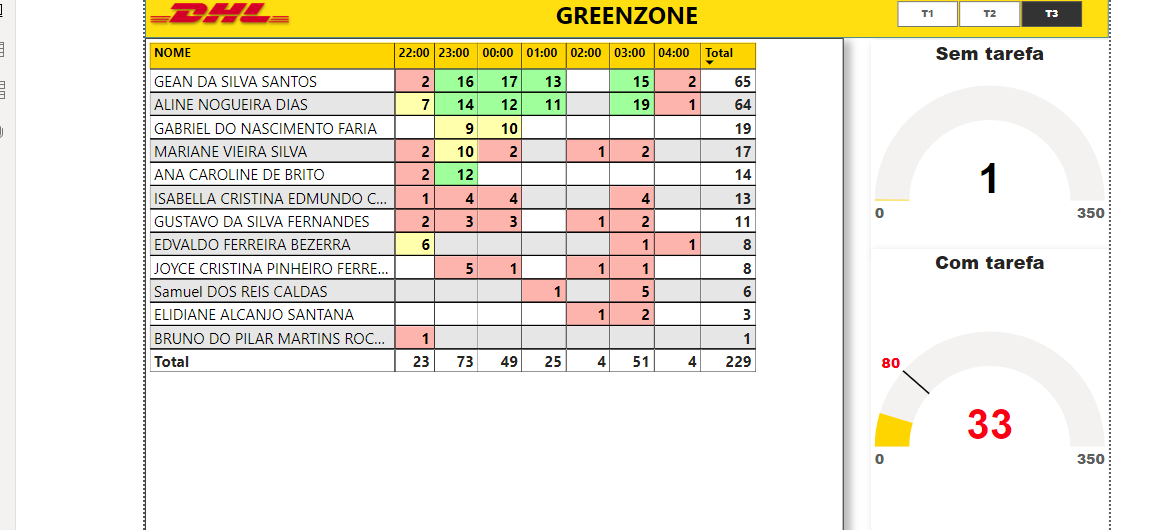 DHL GREENZONE T1 T2 T3
NOME 22:00 23:00 00:00 01:00 02:00 03:00 04:00 Total
GEAN DA SILVA SANTOS 2 16 17 13 15 2 65
ALINE NOGUEIRA DIAS 7 14 12 11 19 1 64
GABRIEL DO NASCIMENTO FARIA 9 10 19
MARIANE VIEIRA SILVA 2 10 2 1 2 17
ANA CAROLINE DE BRITO 2 12 14
ISABELLA CRISTINA EDMUNDO C... 1 4 4 4 13
GUSTAVO DA SILVA FERNANDES 2 3 3 1 2 11
EDVALDO FERREIRA BEZERRA 6 1 1 8
JOYCE CRISTINA PINHEIRO FERRE... 5 1 1 1 8
Samuel DOS REIS CALDAS 1 5 6
ELIDIANE ALCANJO SANTANA 1 2 3
BRUNO DO PILAR MARTINS ROC... 1 1
Total 23 73 49 25 4 51 4 229
Sem tarefa
1
0 350
Com tarefa
80
33
0 350